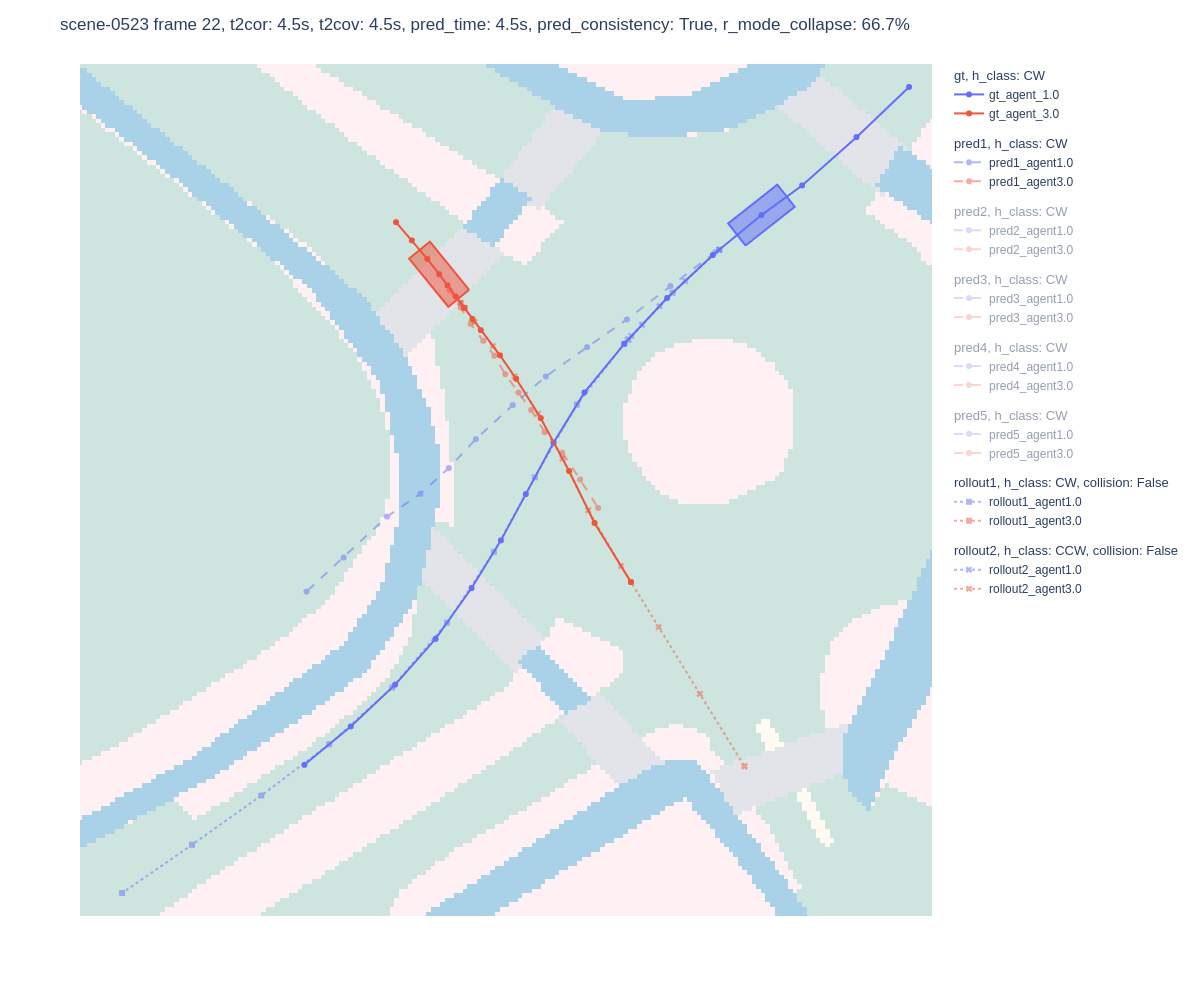 scene-0523 frame 22, t2cor: 4.5s, t2cov: 4.5s, pred_time: 4.5s, pred_consistency: True, r_mode_collapse: 66.7%
gt, h_class: CW
gt_agent_1.0
gt_agent_3.0
pred1, h_class: CW
pred1_agent1.0
pred1_agent3.0
pred2, h_class: CW
pred2_agent1.0
pred2_agent3.0
pred3, h_class: CW
pred3_agent1.0
pred3_agent3.0
pred4, h_class: CW
pred4_agent1.0
pred4_agent3.0
pred5, h_class: CW
pred5_agent1.0
pred5_agent3.0
rollout1, h_class: CW, collision: False
rollout1_agent1.0
rollout1_agent3.0
rollout2, h_class: CCW, collision: False
rollout2_agent1.0
rollout2_agent3.0